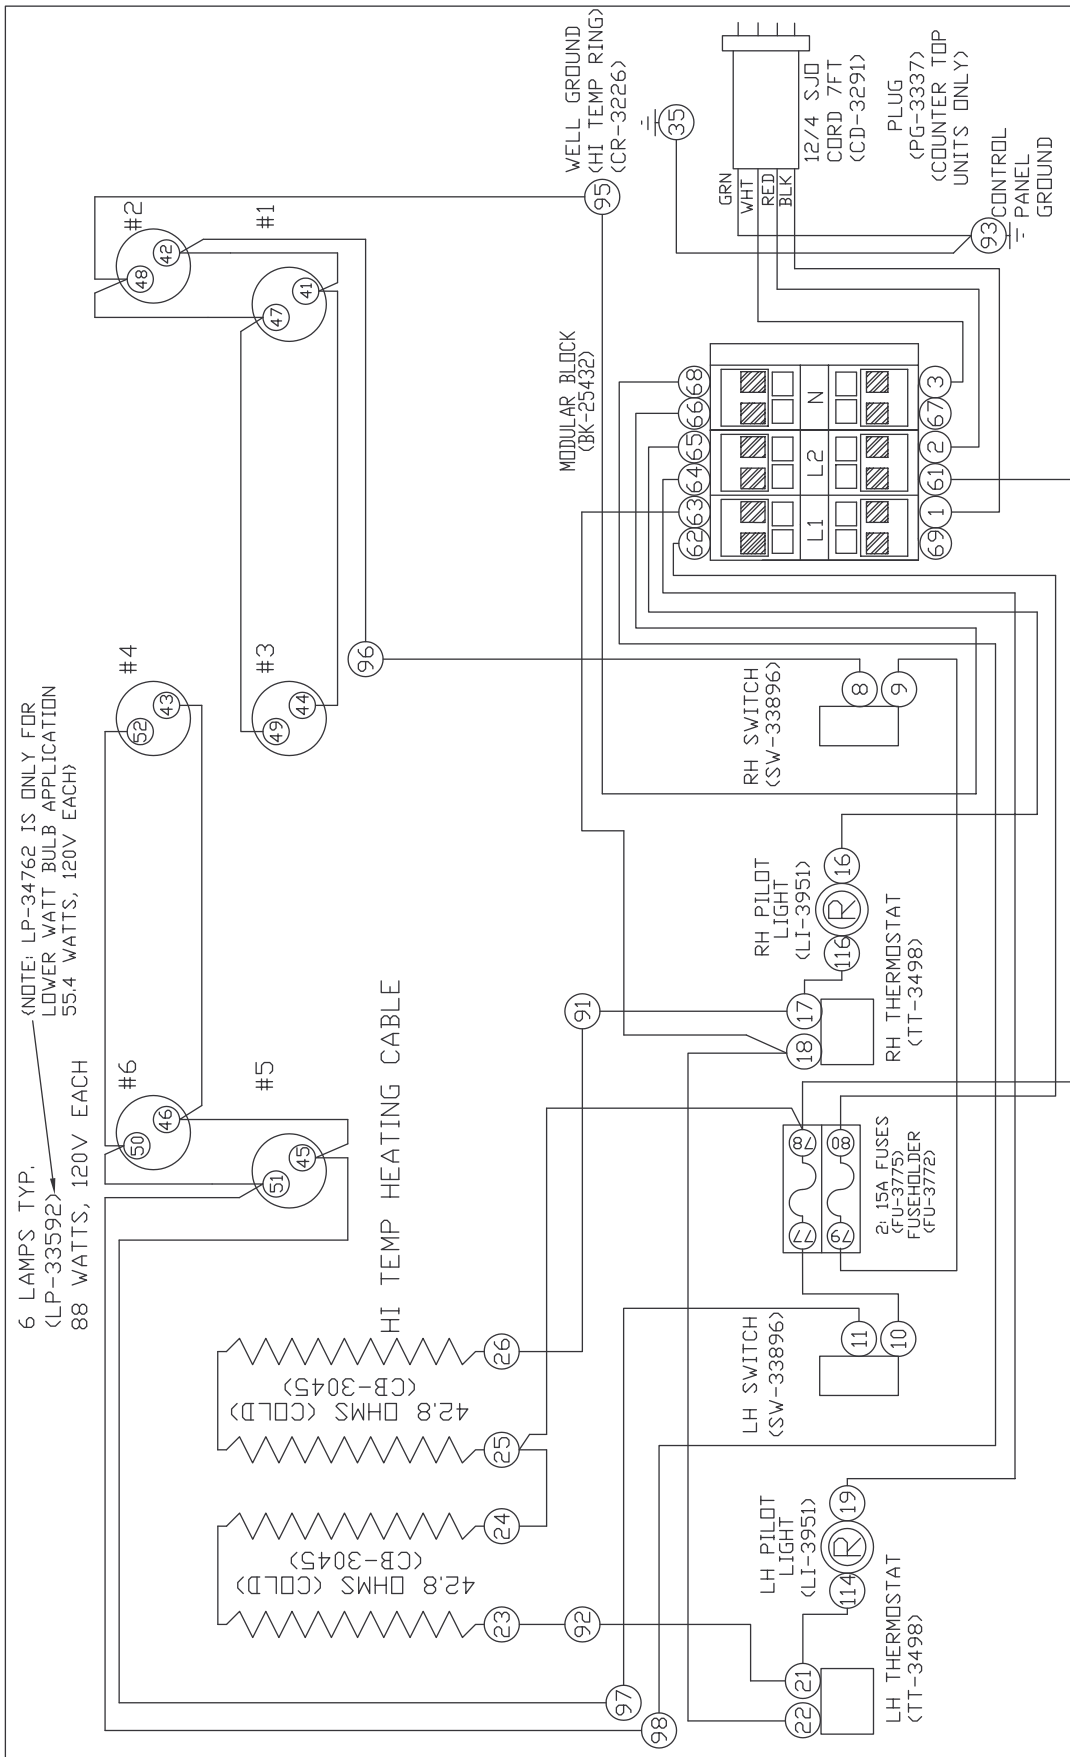 6 LAMPS TYP.
(LP-33592)
88 WATTS, 120V EACH
(NOTE: LP-34762 IS ONLY FOR
LOWER WATT BULB APPLICATION
55.4 WATTS, 120V EACH)
#6
50
46
#5
51
45
#4
52
43
#3
49
44
#2
48
42
#1
47
41
96
WELL GROUND
(HI TEMP RING)
(CR-3226)
95
35
12/4 SJO
CORD 7FT
(CD-3291)
PLUG
(PG-3337)
(COUNTER TOP
UNITS ONLY)
GRN
WHT
RED
BLK
93
CONTROL
PANEL
GROUND
MODULAR BLOCK
(BK-25432)
62
63
64
65
66
68
L1
L2
N
69
1
61
2
67
3
HI TEMP HEATING CABLE
42.8 OHMS (COLD)
(CB-3045)
42.8 OHMS (COLD)
(CB-3045)
23
24
25
26
92
91
97
98
RH SWITCH
(SW-33896)
8
9
RH PILOT
LIGHT
(LI-3951)
116
R
16
18
17
RH THERMOSTAT
(TT-3498)
77
78
79
80
2: 15A FUSES
(FU-3775)
FUSEHOLDER
(FU-3772)
LH SWITCH
(SW-33896)
11
10
LH PILOT
LIGHT
(LI-3951)
114
R
19
22
21
LH THERMOSTAT
(TT-3498)